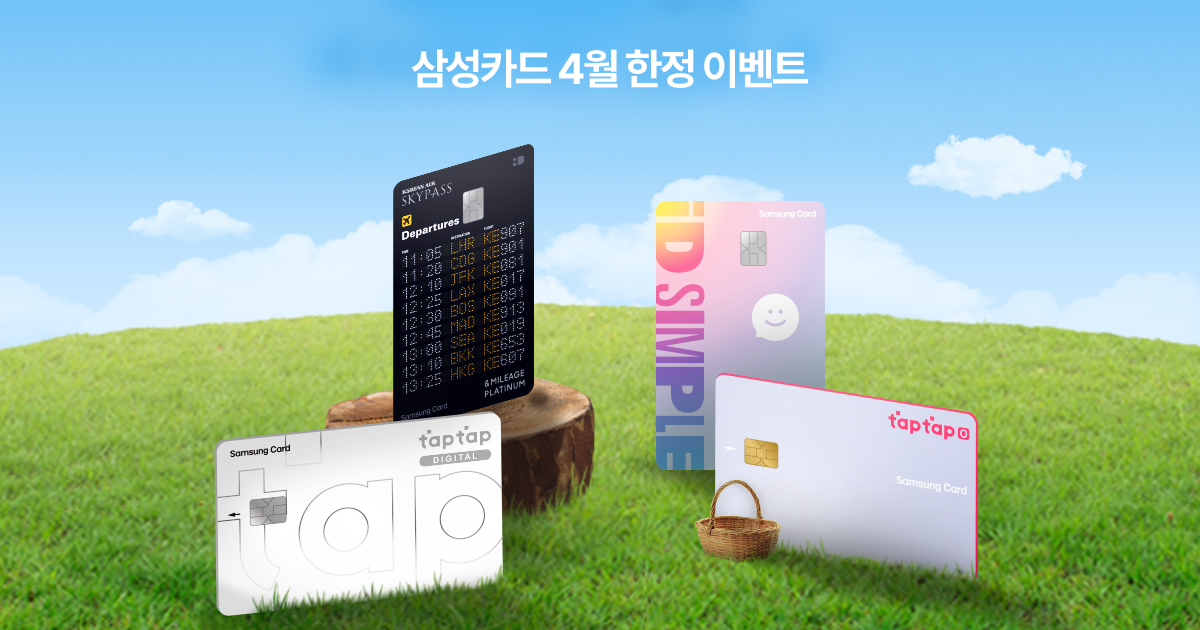 삼성카드 4월 한정 이벤트
KOREAN AIR
SKYPASS
Departures
TIME DESTINATION FLIGHT
11:05 LHR KE907
11:20 CDG KE901
12:10 JFK KE081
12:25 LAX KE017
12:30 BOS KE091
12:45 MAD KE913
13:00 SEA KE019
13:10 BKK KE653
13:25 HKG KE607
&MILEAGE
PLATINUM
Samsung Card
Samsung Card
iD SIMPLE
Samsung Card
taptap
DIGITAL
tap
taptap O
Samsung Card